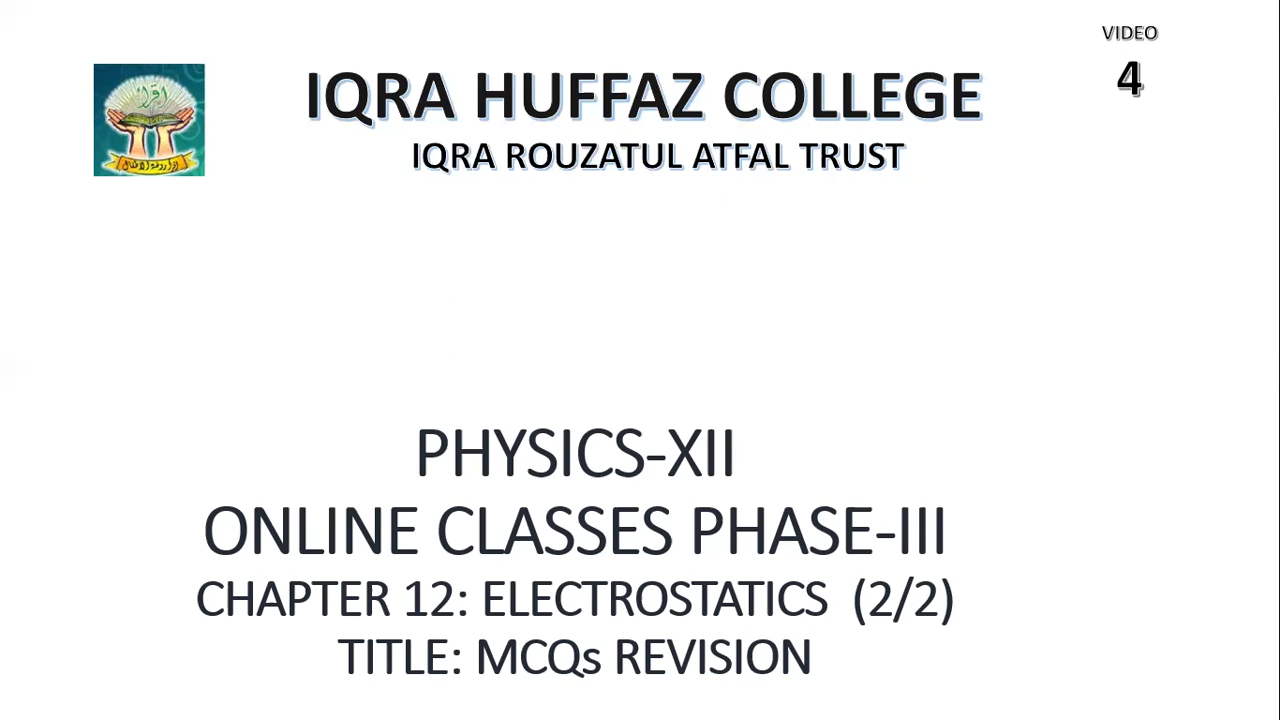 VIDEO
4
IQRA HUFFAZ COLLEGE
IQRA ROUZATUL ATFAL TRUST
اقرأ
PHYSICS-XII
ONLINE CLASSES PHASE-III
CHAPTER 12: ELECTROSTATICS (2/2)
TITLE: MCQs REVISION